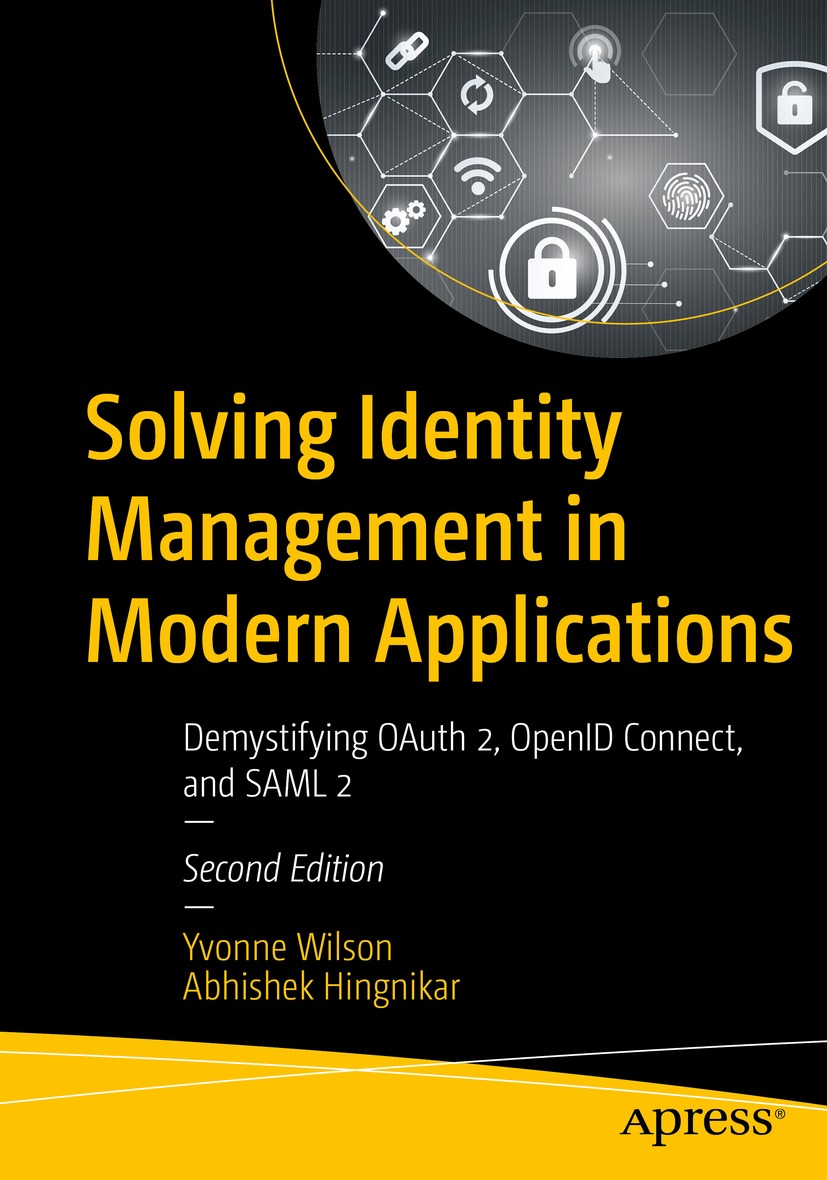 Solving Identity
Management in
Modern Applications
Demystifying OAuth 2, OpenID Connect,
and SAML 2
—
Second Edition
—
Yvonne Wilson
Abhishek Hingnikar
Apress®